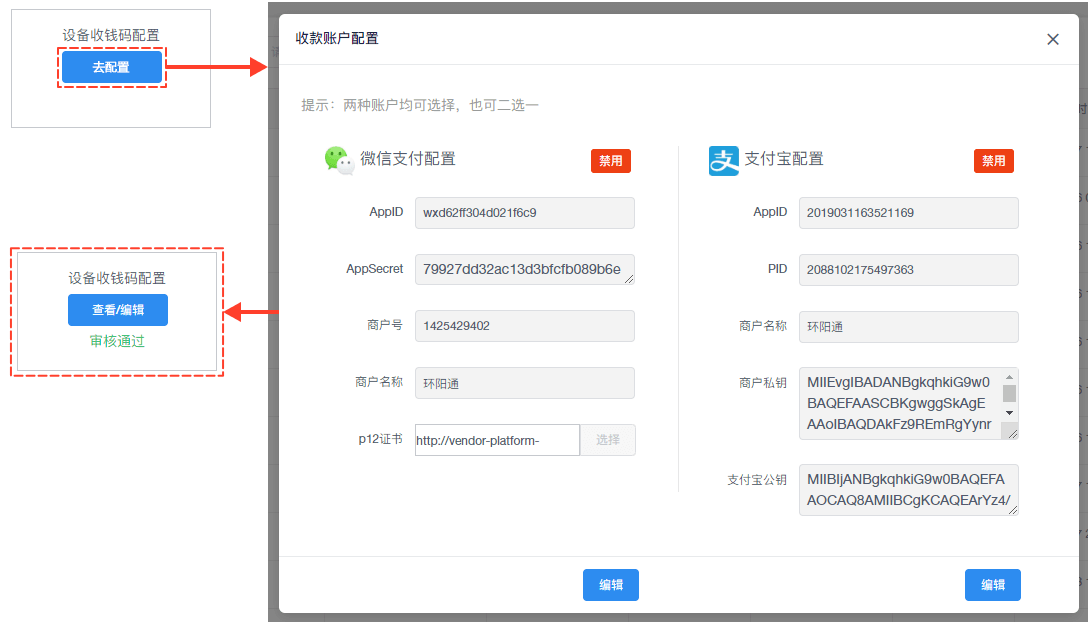 设备收钱码配置
去配置
设备收钱码配置
查看/编辑
审核通过
收款账户配置
提示：两种账户均可选择，也可二选一
微信支付配置
禁用
AppID
wxd62ff304d021f6c9
AppSecret
79927dd32ac13d3bfcfb089b6e
商户号
1425429402
商户名称
环阳通
p12证书
http://vendor-platform-
选择
编辑
支付宝配置
禁用
AppID
2019031163521169
PID
2088102175497363
商户名称
环阳通
商户私钥
MIIEvgIBADANBgkqhkiG9w0
BAQEFAASCBKgwggSkAgE
AAoIBAQDAkFz9REmRgYynr
支付宝公钥
MIIBIjANBgkqhkiG9w0BAQEFA
AOCAQ8AMIIBCgKCAQEArYz4/
编辑